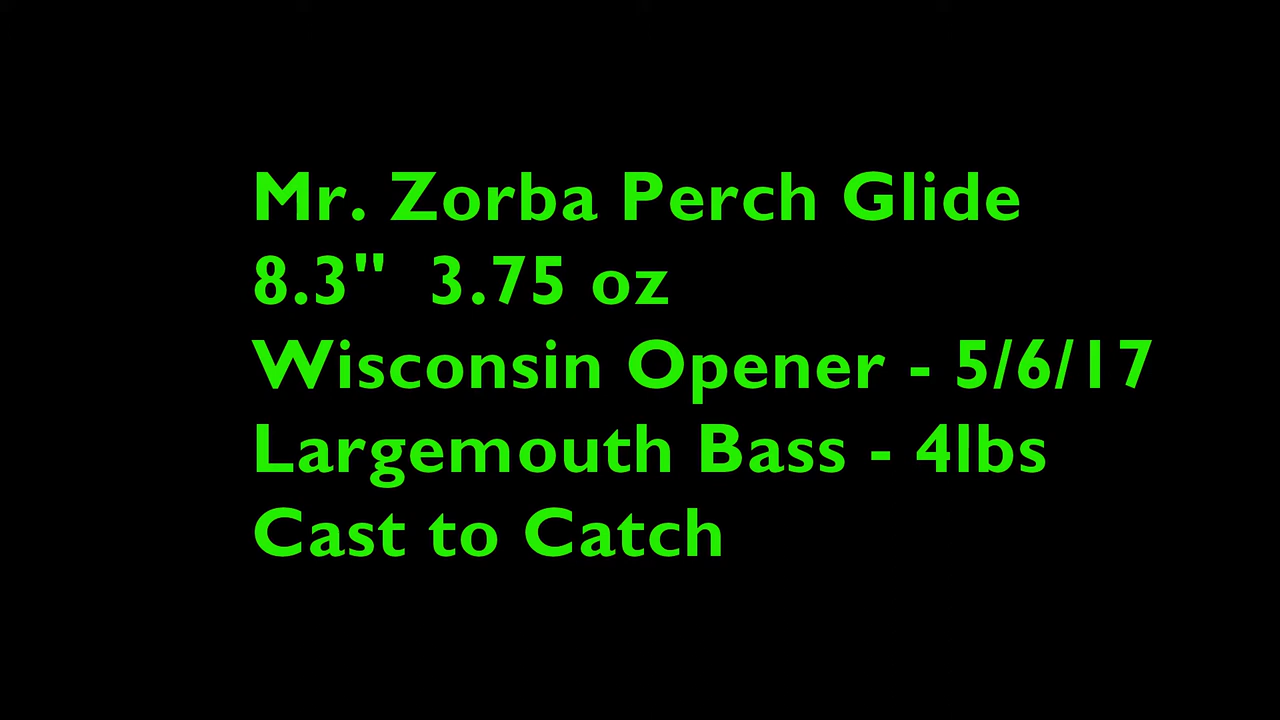 Mr. Zorba Perch Glide
8.3"  3.75 oz
Wisconsin Opener - 5/6/17
Largemouth Bass - 4lbs
Cast to Catch